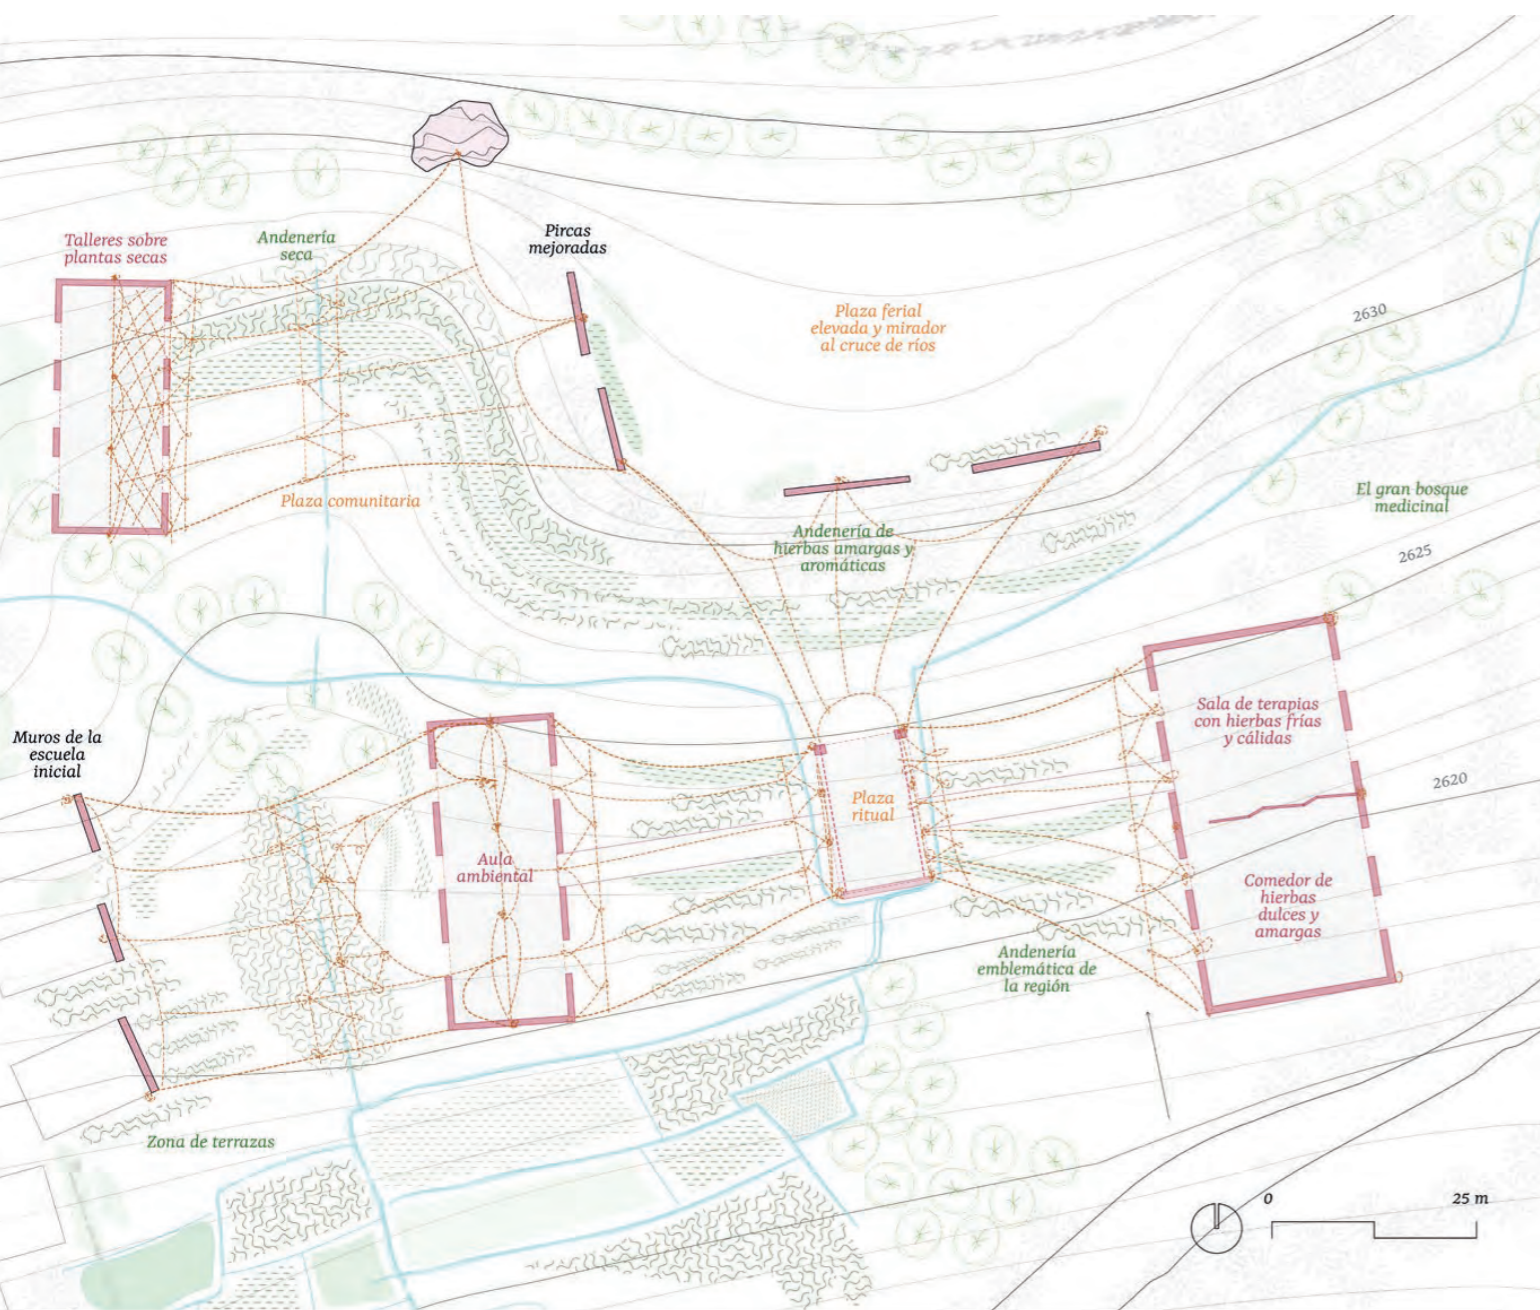 Talleres sobre
plantas secas
Andenería
seca
Pircas
mejoradas
Plaza ferial
elevada y mirador
al cruce de ríos
2630
Plaza comunitaria
Andenería de
hierbas amargas y
aromáticas
El gran bosque
medicinal
2625
Muros de la
escuela
inicial
Sala de terapias
con hierbas frías
y cálidas
2620
Plaza
ritual
Aula
ambiental
Comedor de
hierbas
dulces y
amargas
Andenería
emblemática de
la región
Zona de terrazas
0
25 m